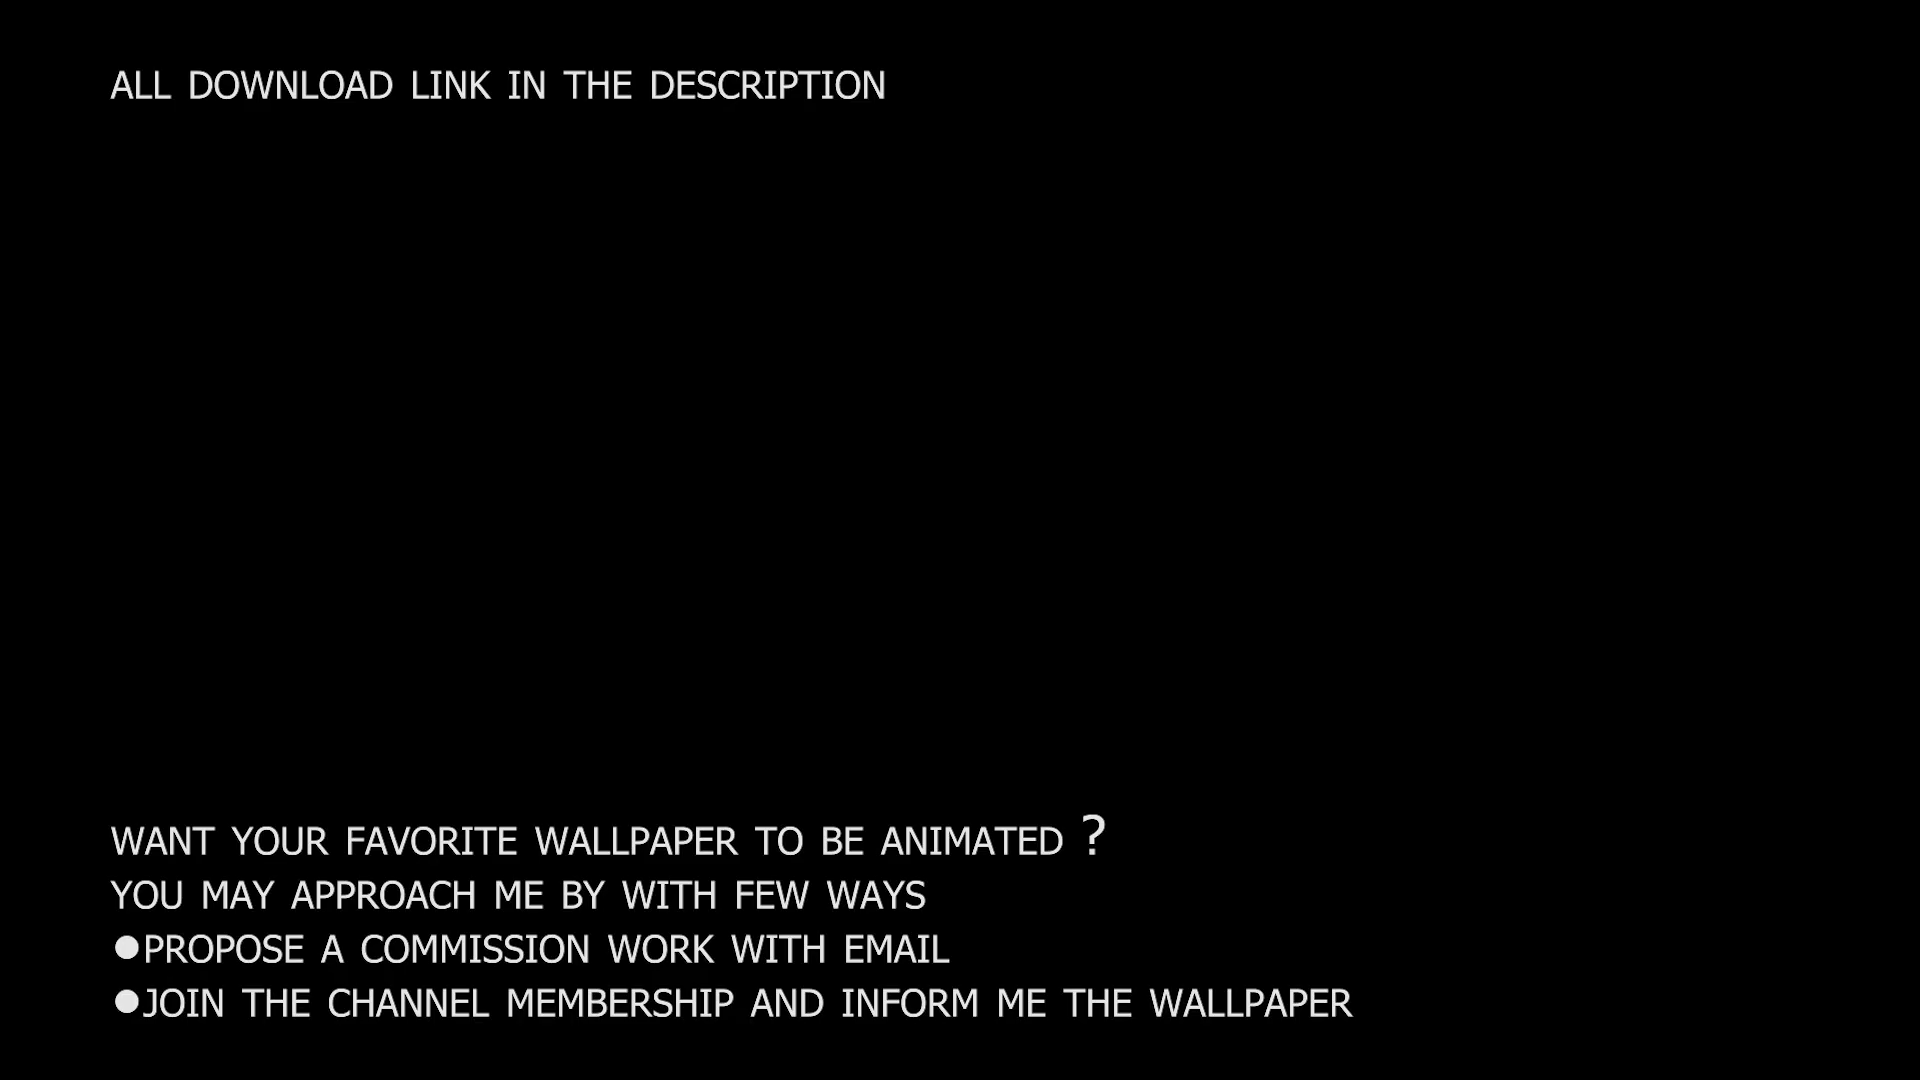 ALL DOWNLOAD LINK IN THE DESCRIPTION
WANT YOUR FAVORITE WALLPAPER TO BE ANIMATED ?
YOU MAY APPROACH ME BY WITH FEW WAYS
●PROPOSE A COMMISSION WORK WITH EMAIL
●JOIN THE CHANNEL MEMBERSHIP AND INFORM ME THE WALLPAPER